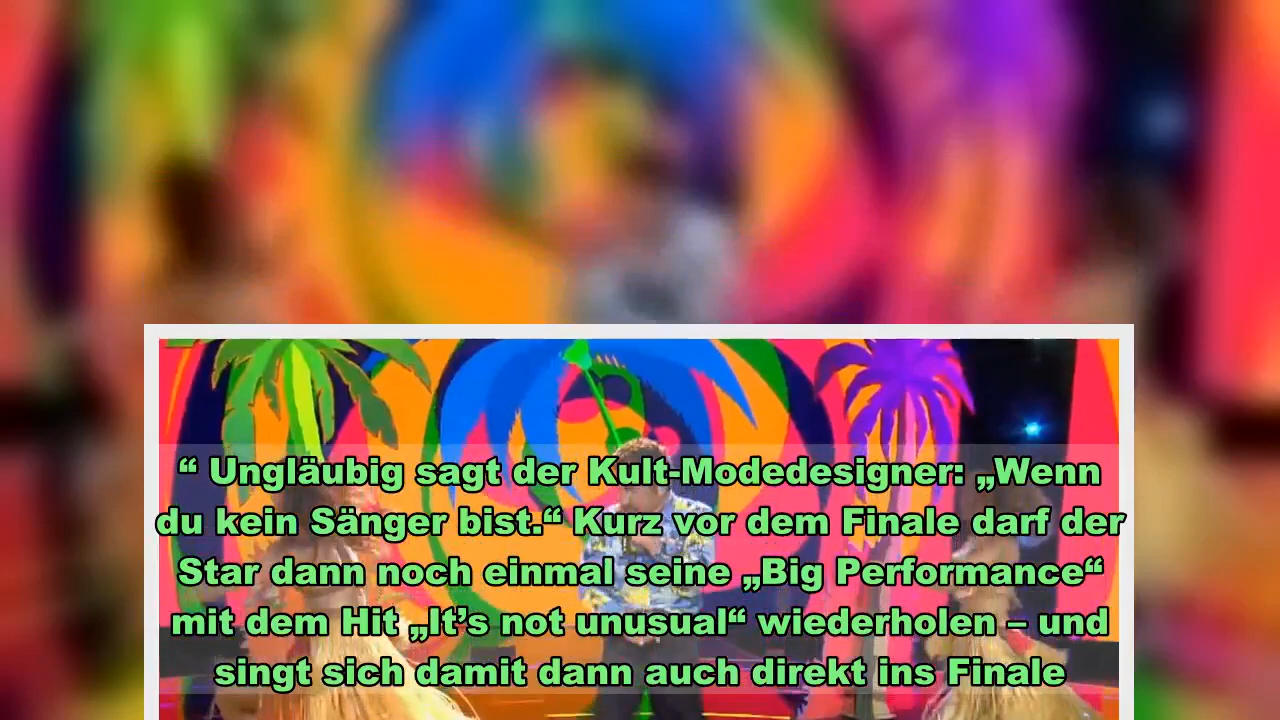 “ Ungläubig sagt der Kult-Modedesigner: „Wenn
du kein Sänger bist.“ Kurz vor dem Finale darf der
Star dann noch einmal seine „Big Performance“
mit dem Hit „It’s not unusual“ wiederholen – und
singt sich damit dann auch direkt ins Finale